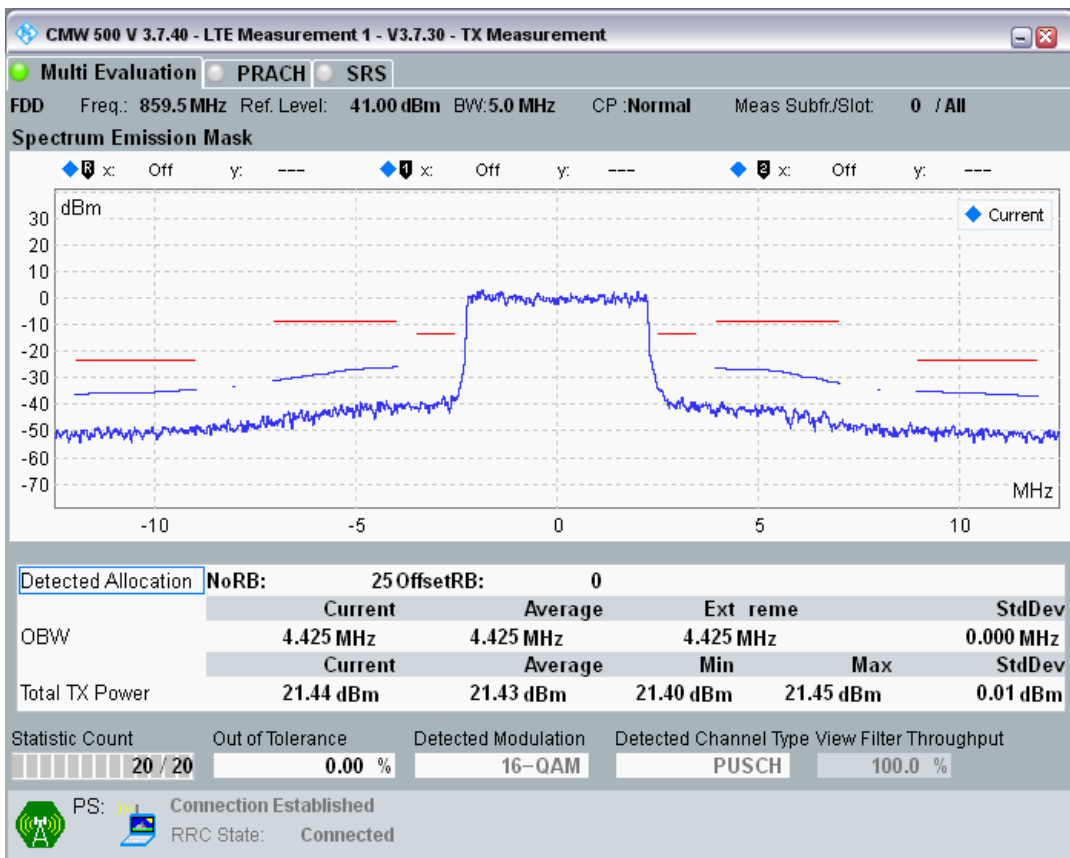 CMW 500 V 3.7.40 - LTE Measurement 1 - V3.7.30 - TX Measurement
Multi Evaluation PRACH SRS
FDD Freq.: 859.5 MHz Ref. Level: 41.00 dBm BW:5.0 MHz CP :Normal Meas Subfr./Slot: 0 / All
Spectrum Emission Mask
R x: Off y: --- 1 x: Off y: --- 2 x: Off y: ---
dBm
Current
30
20
10
0
-10
-20
-30
-40
-50
-60
-70
MHz
-10 -5 0 5 10
Detected Allocation NoRB: 25 OffsetRB: 0
Current Average Ext reme StdDev
OBW 4.425 MHz 4.425 MHz 4.425 MHz 0.000 MHz
Current Average Min Max StdDev
Total TX Power 21.44 dBm 21.43 dBm 21.40 dBm 21.45 dBm 0.01 dBm
Statistic Count Out of Tolerance Detected Modulation Detected Channel Type View Filter Throughput
20 / 20 0.00 % 16-QAM PUSCH 100.0 %
PS: Connection Established
RRC State: Connected